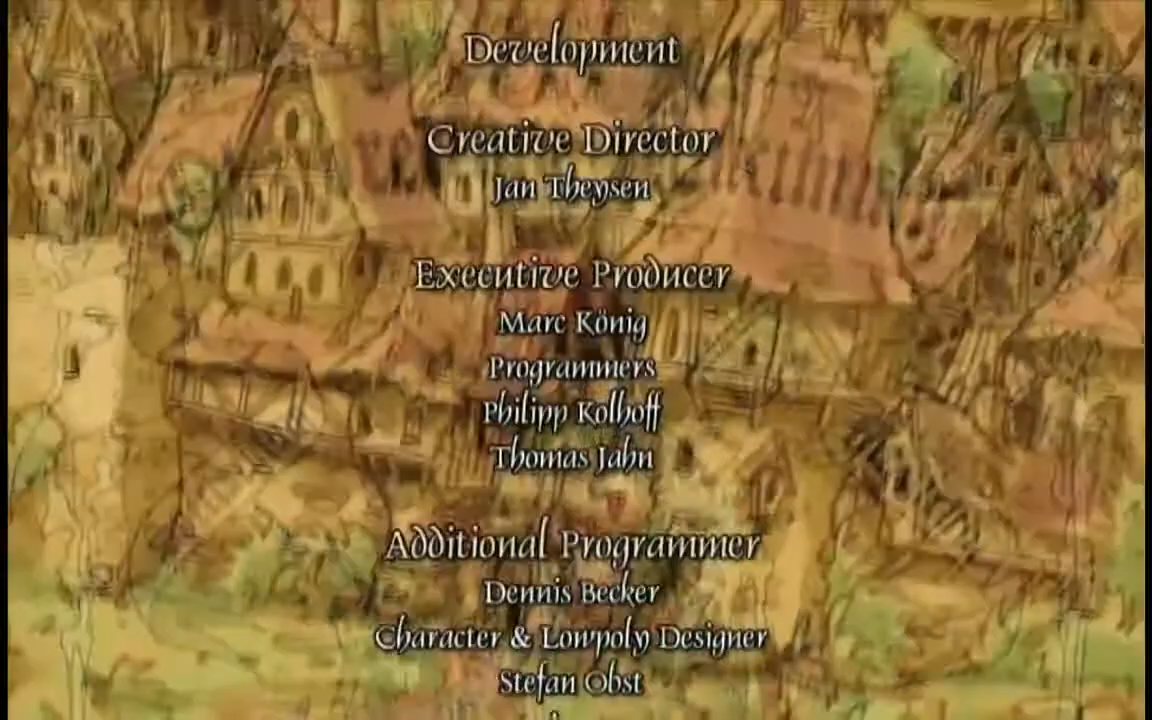 Development
Creative Director
Jan Theysen
Executive Producer
Marc König
Programmers
Philipp Kolhoff
Thomas Jahn
Additional Programmer
Dennis Becker
Character & Lowpoly Designer
Stefan Obst